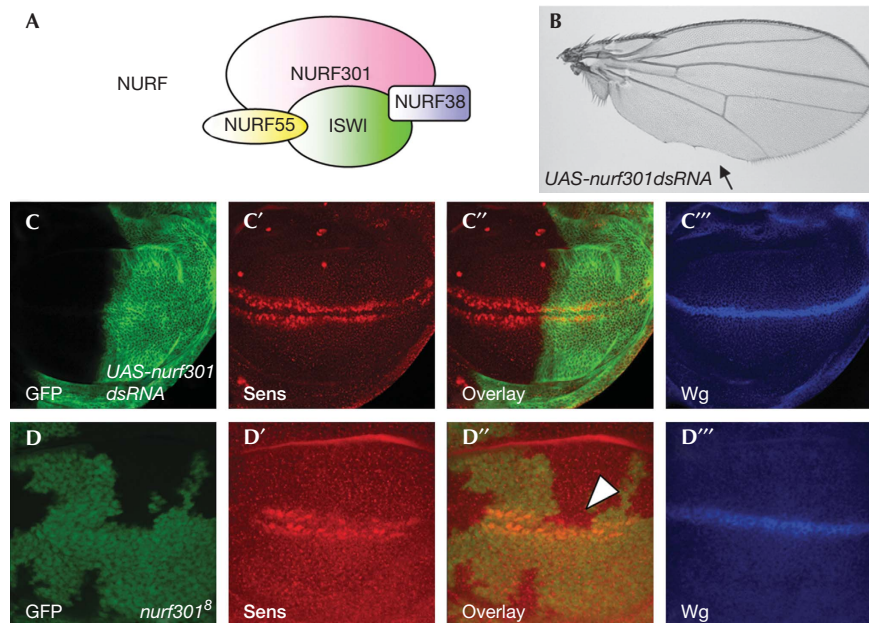 A
B
NURF
NURF301
NURF38
NURF55
ISWI
UAS-nurf301dsRNA
C
C′
C″
C‴
UAS-nurf301
dsRNA
GFP
Sens
Overlay
Wg
D
D′
D″
D‴
GFP
nurf301⁸
Sens
Overlay
Wg